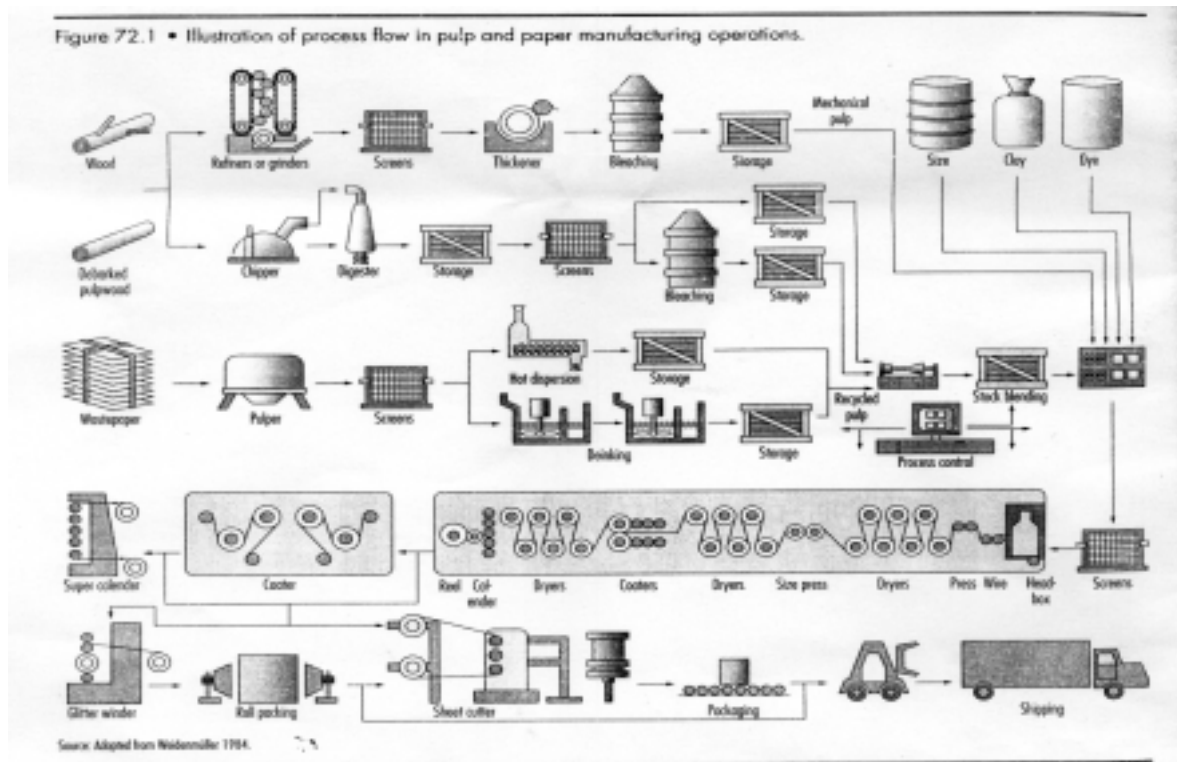 Figure 72.1 • Illustration of process flow in pulp and paper manufacturing operations.
Wood
Refiners or grinders
Screens
Thickener
Bleaching
Storage
Mechanical
pulp
Size
Clay
Dye
Debarked
pulpwood
Chipper
Digester
Storage
Screens
Bleaching
Storage
Storage
Wastepaper
Pulper
Screens
Hot dispersion
Storage
Deinking
Storage
Recycled
pulp
Stock blending
Process control
Super calender
Coater
Reel
Cal-
ender
Dryers
Coaters
Dryers
Size press
Dryers
Press
Wire
Head-
box
Screens
Glitter winder
Roll packing
Sheet cutter
Packaging
Shipping
Source: Adapted from Weidenmüller 1984.